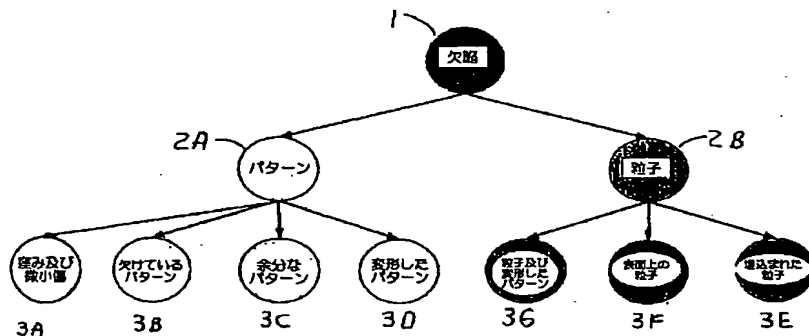 1
欠陥
2A
2B
パターン
粒子
窪み及び
微小傷
欠けている
パターン
余分な
パターン
変形した
パターン
粒子及び
変形した
パターン
表面上の
粒子
埋込まれた
粒子
3A
3B
3C
3D
3G
3F
3E